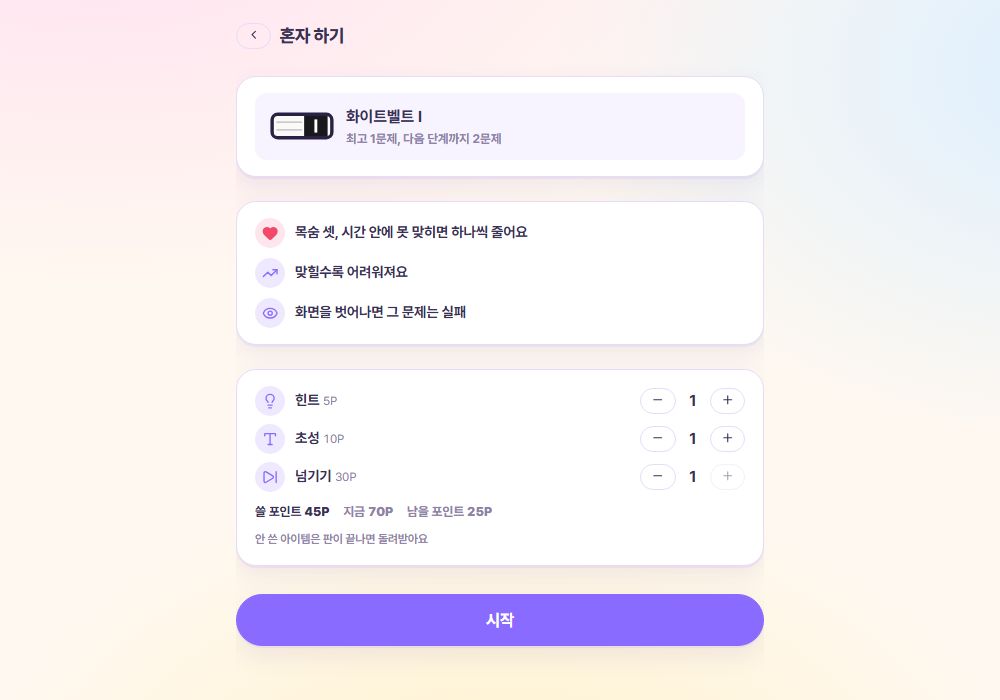 혼자 하기
화이트벨트 I
최고 1문제, 다음 단계까지 2문제
목숨 셋, 시간 안에 못 맞히면 하나씩 줄어요
맞힐수록 어려워져요
화면을 벗어나면 그 문제는 실패
힌트 5P − 1 +
초성 10P − 1 +
넘기기 30P − 1 +
쓸 포인트 45P 지금 70P 남을 포인트 25P
안 쓴 아이템은 판이 끝나면 돌려받아요
시작